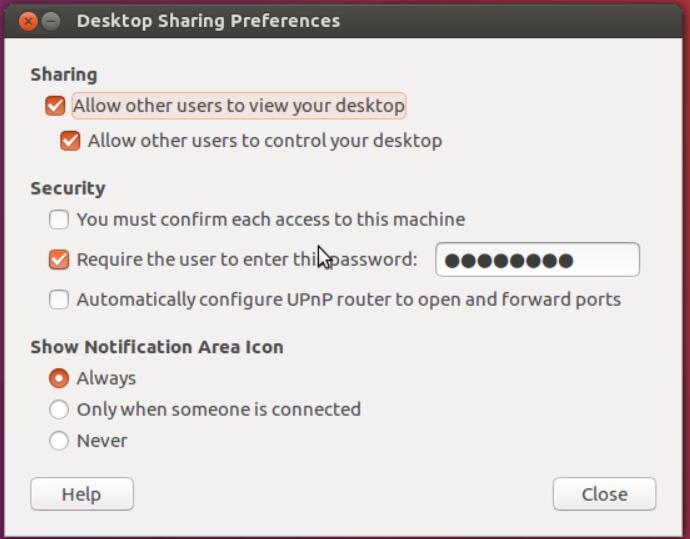 Desktop Sharing Preferences
Sharing
Allow other users to view your desktop
Allow other users to control your desktop
Security
You must confirm each access to this machine
Require the user to enter this password: ●●●●●●●●
Automatically configure UPnP router to open and forward ports
Show Notification Area Icon
Always
Only when someone is connected
Never
Help Close